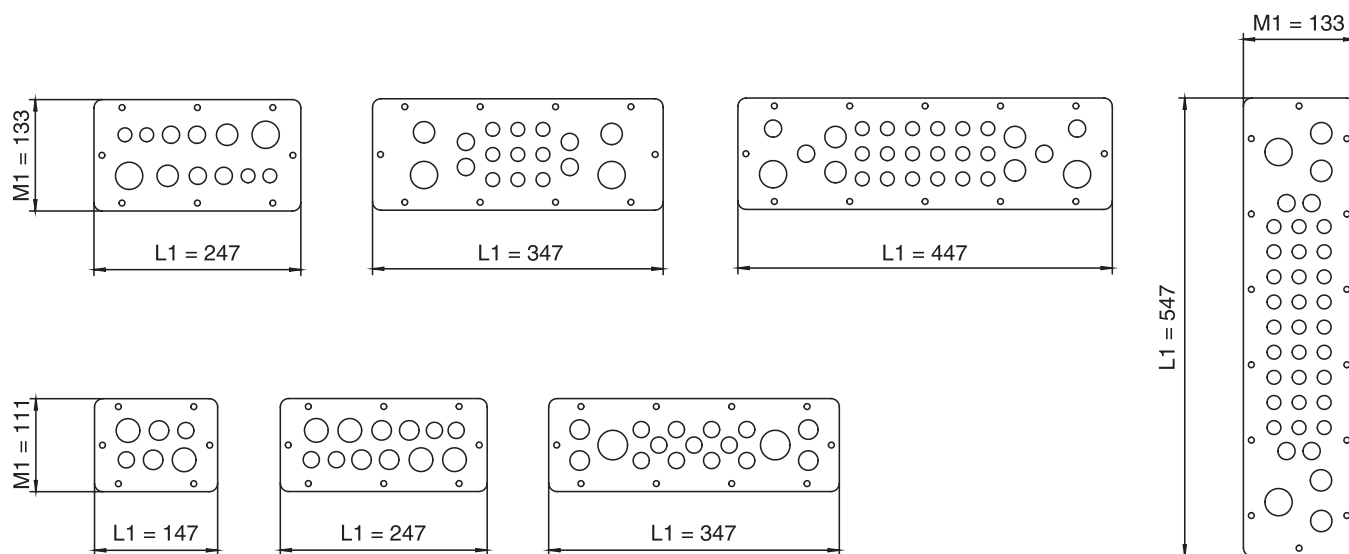 M1 = 133
M1 = 133
L1 = 247
L1 = 347
L1 = 447
L1 = 547
M1 = 111
L1 = 147
L1 = 247
L1 = 347